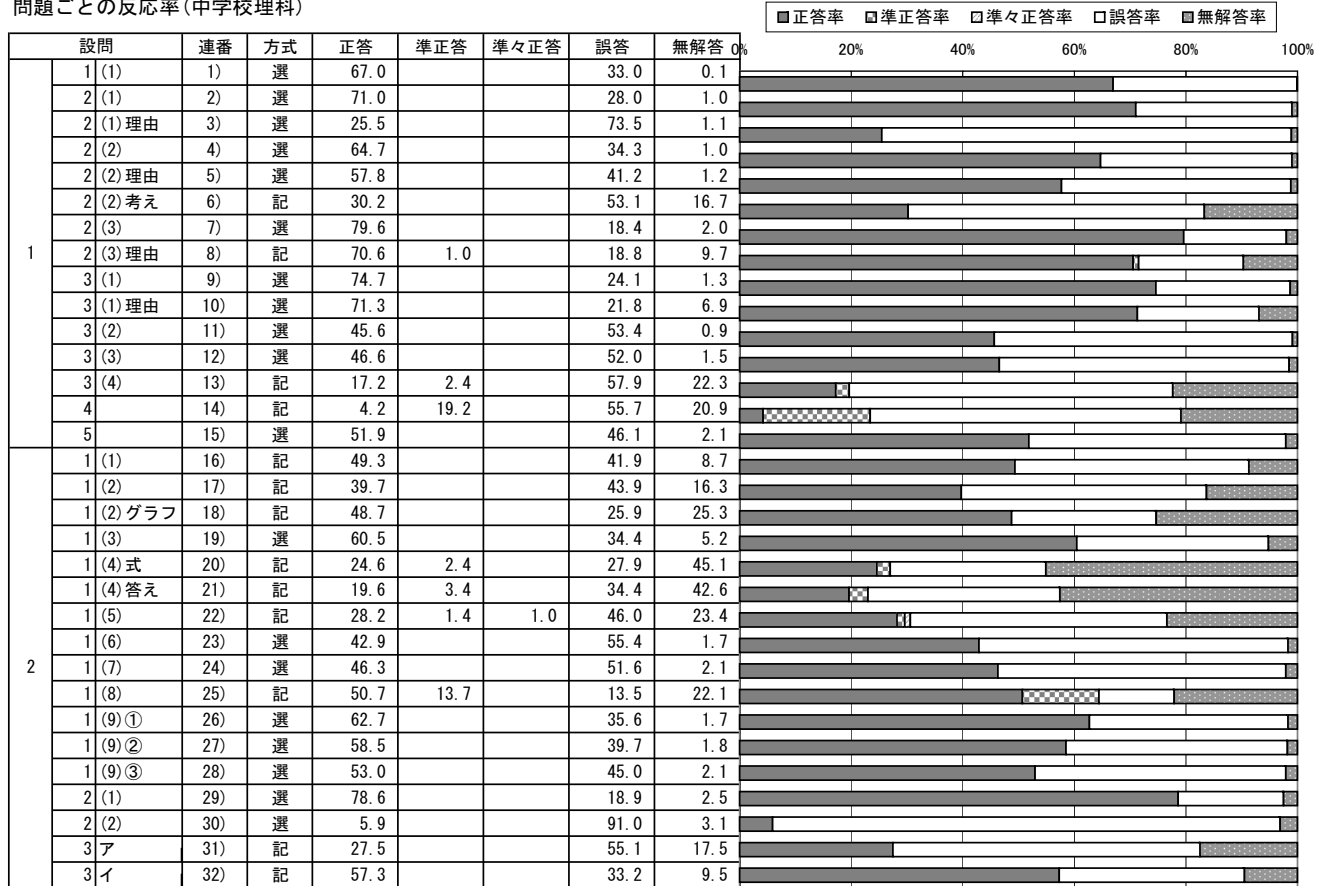 問題ごとの反応率（中学校理科）
正答率 準正答率 準々正答率 誤答率 無解答率
設問 連番 方式 正答 準正答 準々正答 誤答 無解答 0% 20% 40% 60% 80% 100%
1 (1) 1) 選 67.0 33.0 0.1
2 (1) 2) 選 71.0 28.0 1.0
2 (1)理由 3) 選 25.5 73.5 1.1
2 (2) 4) 選 64.7 34.3 1.0
2 (2)理由 5) 選 57.8 41.2 1.2
2 (2)考え 6) 記 30.2 53.1 16.7
2 (3) 7) 選 79.6 18.4 2.0
1 2 (3)理由 8) 記 70.6 1.0 18.8 9.7
3 (1) 9) 選 74.7 24.1 1.3
3 (1)理由 10) 選 71.3 21.8 6.9
3 (2) 11) 選 45.6 53.4 0.9
3 (3) 12) 選 46.6 52.0 1.5
3 (4) 13) 記 17.2 2.4 57.9 22.3
4 14) 記 4.2 19.2 55.7 20.9
5 15) 選 51.9 46.1 2.1
1 (1) 16) 記 49.3 41.9 8.7
1 (2) 17) 記 39.7 43.9 16.3
1 (2)グラフ 18) 記 48.7 25.9 25.3
1 (3) 19) 選 60.5 34.4 5.2
1 (4)式 20) 記 24.6 2.4 27.9 45.1
1 (4)答え 21) 記 19.6 3.4 34.4 42.6
1 (5) 22) 記 28.2 1.4 1.0 46.0 23.4
1 (6) 23) 選 42.9 55.4 1.7
2 1 (7) 24) 選 46.3 51.6 2.1
1 (8) 25) 記 50.7 13.7 13.5 22.1
1 (9)① 26) 選 62.7 35.6 1.7
1 (9)② 27) 選 58.5 39.7 1.8
1 (9)③ 28) 選 53.0 45.0 2.1
2 (1) 29) 選 78.6 18.9 2.5
2 (2) 30) 選 5.9 91.0 3.1
3 ア 31) 記 27.5 55.1 17.5
3 イ 32) 記 57.3 33.2 9.5